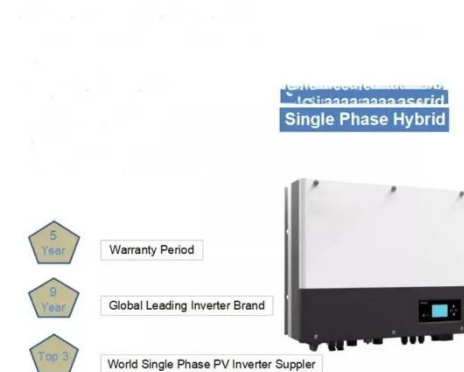 Single Phase Hybrid
5
Year
Warranty Period
9
Year
Global Leading Inverter Brand
Top 3
World Single Phase PV Inverter Suppler